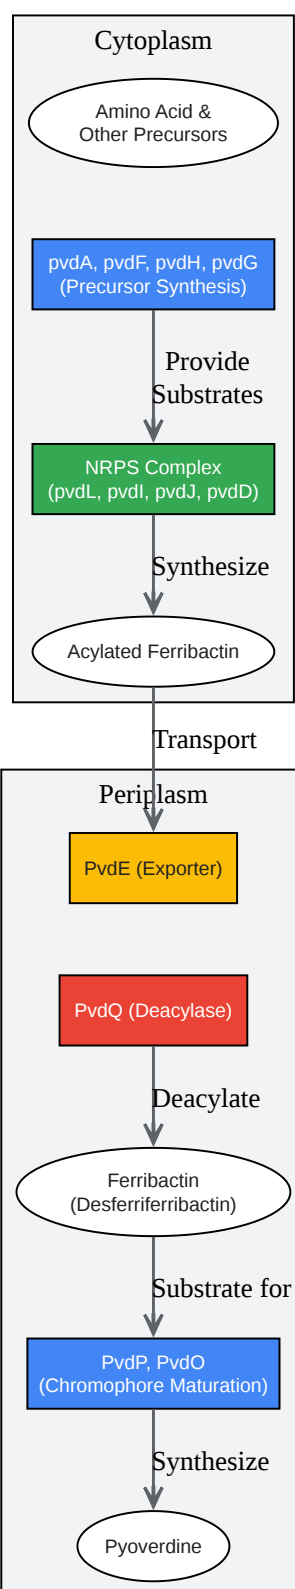 Cytoplasm
Amino Acid &
Other Precursors
pvdA, pvdF, pvdH, pvdG
(Precursor Synthesis)
Provide
Substrates
NRPS Complex
(pvdL, pvdI, pvdJ, pvdD)
Synthesize
Acylated Ferribactin
Transport
Periplasm
PvdE (Exporter)
PvdQ (Deacylase)
Deacylate
Ferribactin
(Desferriferribactin)
Substrate for
PvdP, PvdO
(Chromophore Maturation)
Synthesize
Pyoverdine